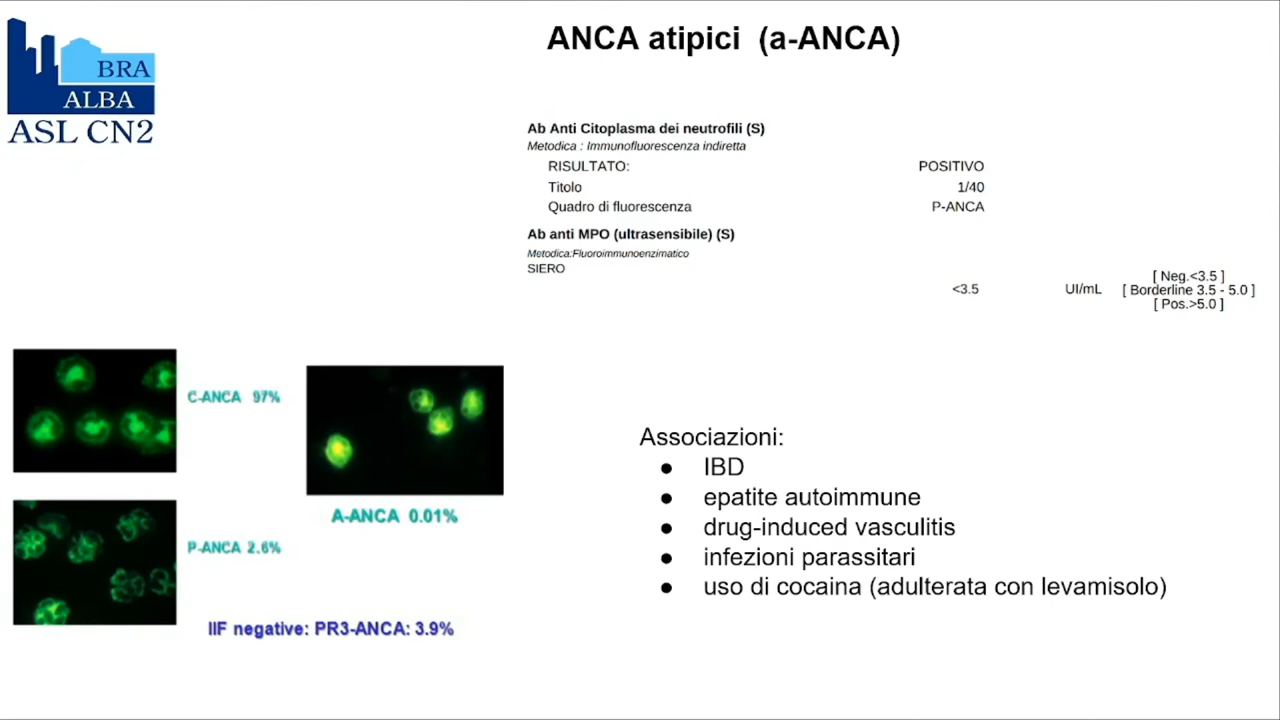 ANCA atipici (a-ANCA)
BRA
ALBA
ASL CN2
Ab Anti Citoplasma dei neutrofili (S)
Metodica : Immunofluorescenza indiretta
RISULTATO: POSITIVO
Titolo 1/40
Quadro di fluorescenza P-ANCA
Ab anti MPO (ultrasensibile) (S)
Metodica:Fluoroimmunoenzimatico
SIERO
[ Neg.<3.5 ]
<3.5 UI/mL [ Borderline 3.5 - 5.0 ]
[ Pos.>5.0 ]
C-ANCA 97%
A-ANCA 0.01%
P-ANCA 2.6%
IIF negative: PR3-ANCA: 3.9%
Associazioni:
● IBD
● epatite autoimmune
● drug-induced vasculitis
● infezioni parassitari
● uso di cocaina (adulterata con levamisolo)